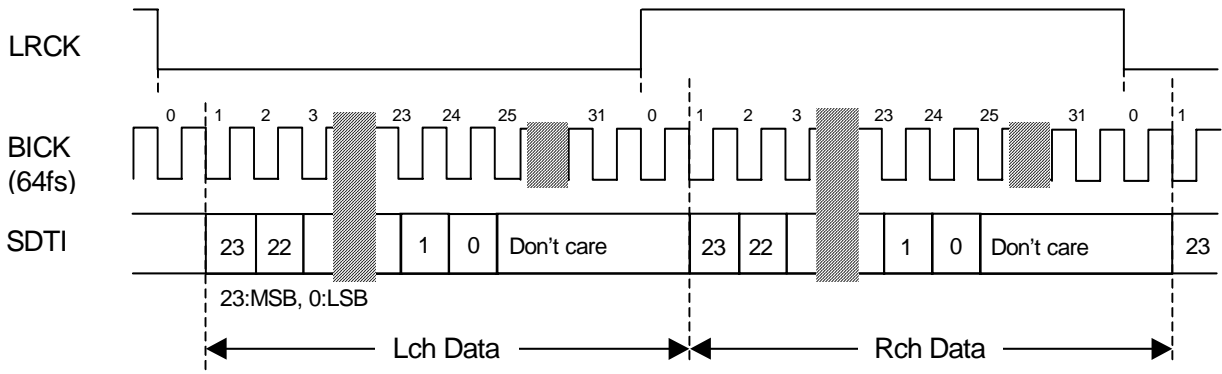 LRCK
0 1 2 3 23 24 25 31 0 1 2 3 23 24 25 31 0 1
BICK
(64fs)
SDTI 23 22 1 0 Don't care 23 22 1 0 Don't care 23
23:MSB, 0:LSB
Lch Data Rch Data